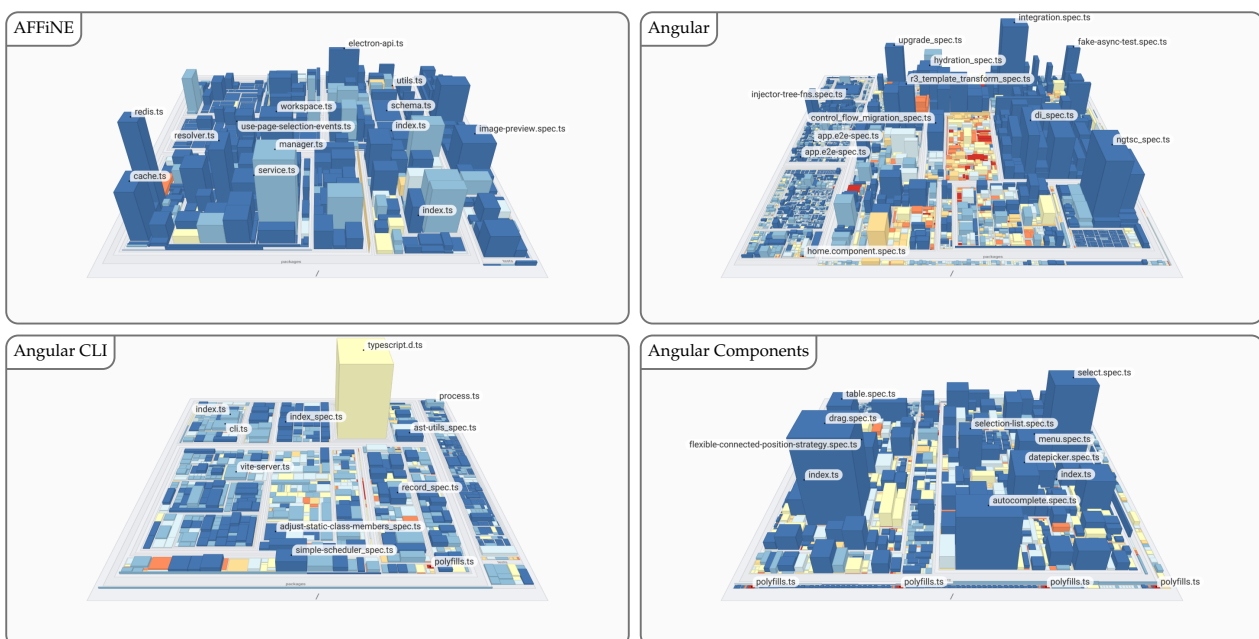 AFFiNE
electron-api.ts
utils.ts
redis.ts
workspace.ts
schema.ts
resolver.ts
use-page-selection-events.ts
index.ts
image-preview.spec.ts
manager.ts
cache.ts
service.ts
index.ts
packages
/
Angular
integration.spec.ts
upgrade_spec.ts
fake-async-test.spec.ts
hydration_spec.ts
r3_template_transform_spec.ts
injector-tree-fns.spec.ts
control_flow_migration_spec.ts
di_spec.ts
app.e2e-spec.ts
ngtsc_spec.ts
app.e2e-spec.ts
home.component.spec.ts
packages
/
Angular CLI
typescript.d.ts
process.ts
index.ts
index_spec.ts
cli.ts
ast-utils_spec.ts
vite-server.ts
record_spec.ts
adjust-static-class-members_spec.ts
simple-scheduler_spec.ts
polyfills.ts
packages
/
Angular Components
select.spec.ts
table.spec.ts
drag.spec.ts
selection-list.spec.ts
flexible-connected-position-strategy.spec.ts
menu.spec.ts
datepicker.spec.ts
index.ts
index.ts
autocomplete.spec.ts
polyfills.ts
polyfills.ts
polyfills.ts
polyfills.ts
/